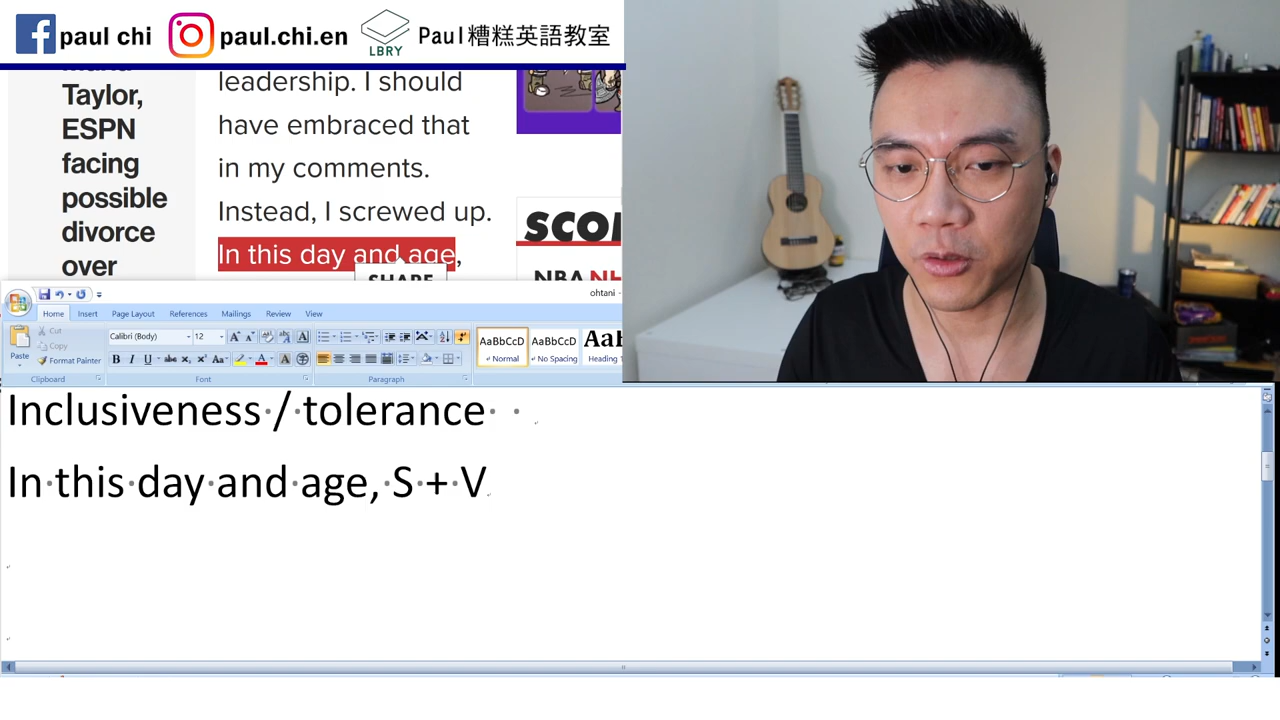 paul chi
paul.chi.en
LBRY
Paul糟糕英語教室
Taylor,
ESPN
facing
possible
divorce
over
leadership. I should
have embraced that
in my comments.
Instead, I screwed up.
In this day and age,
SHARE
NBA
ohtani -
Home Insert Page Layout References Mailings Review View
Paste
Cut
Copy
Format Painter
Clipboard
Calibri (Body) 12
Font
Paragraph
AaBbCcD AaBbCcD
Normal No Spacing Heading 1
Inclusiveness / tolerance
In this day and age, S + V